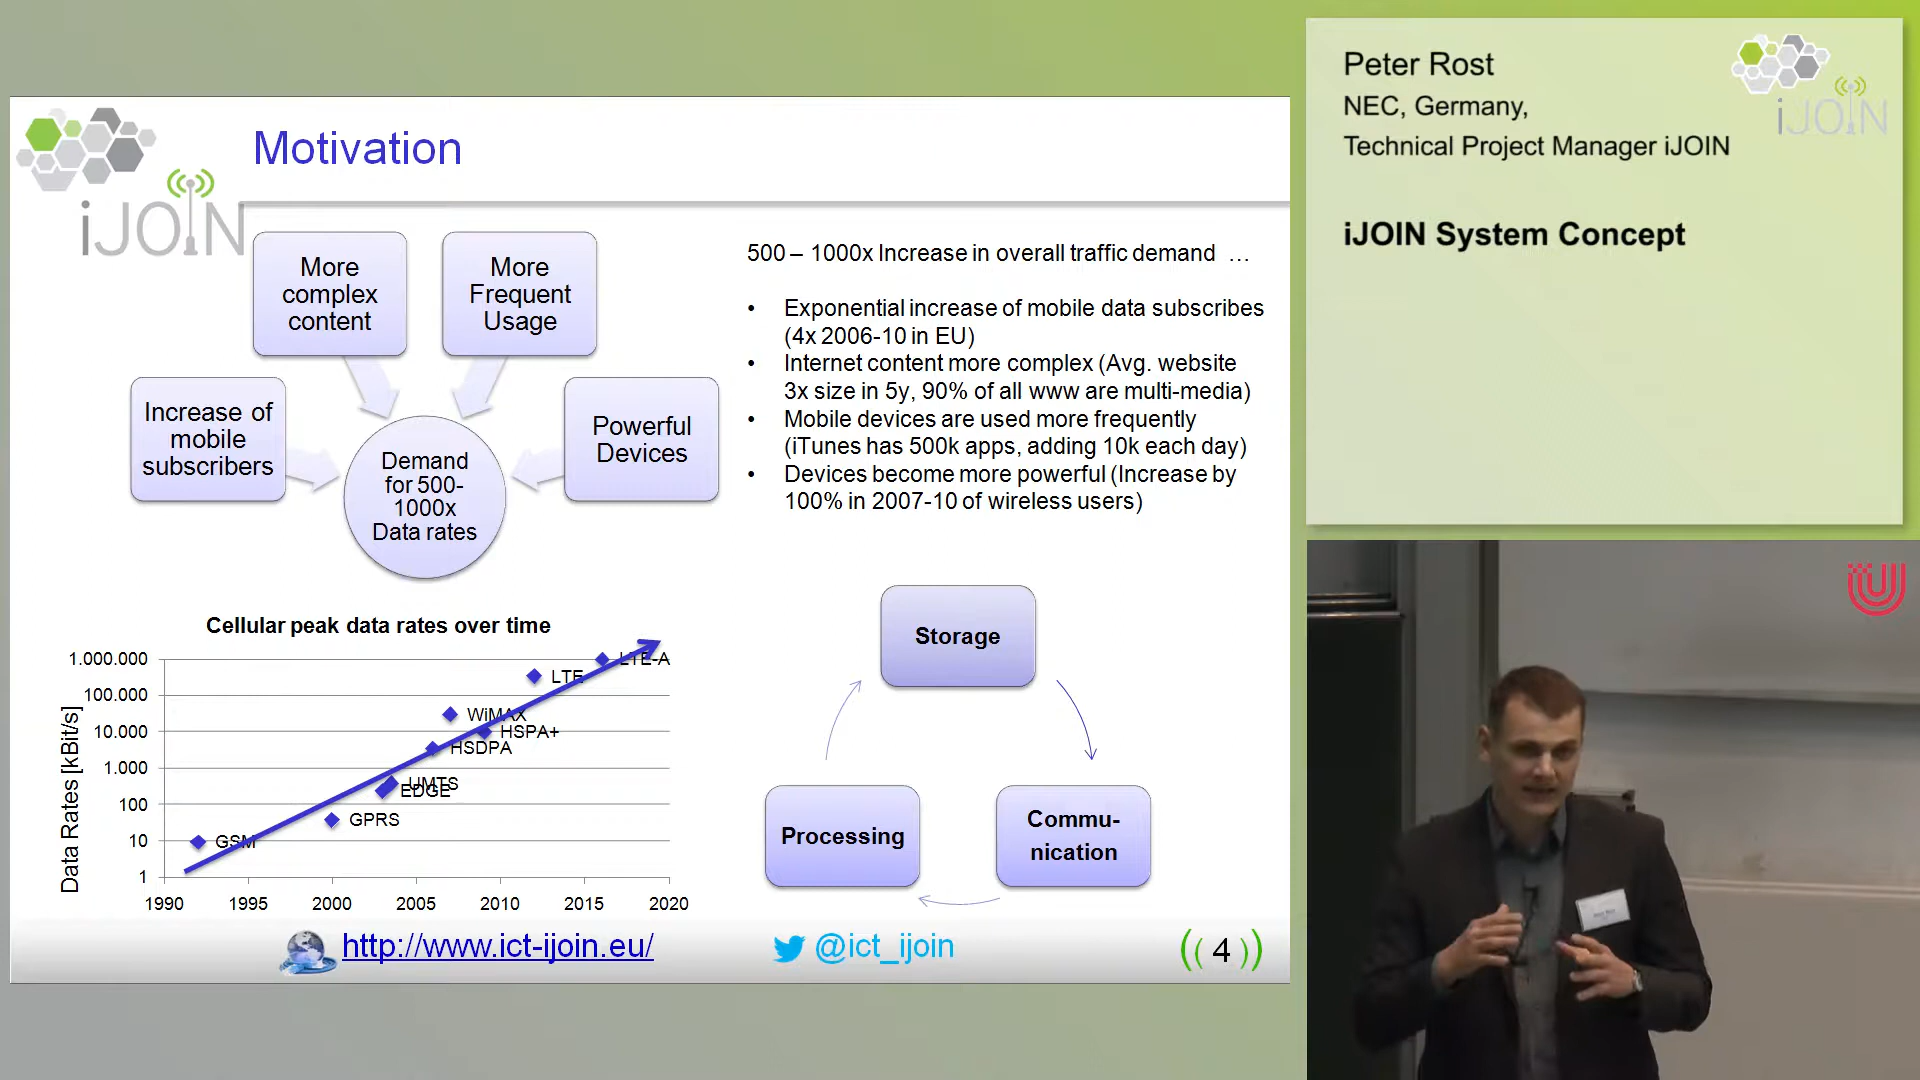 iJOIN
Motivation
More
complex
content
More
Frequent
Usage
Increase of
mobile
subscribers
Powerful
Devices
Demand
for 500-
1000x
Data rates
500 – 1000x Increase in overall traffic demand …
• Exponential increase of mobile data subscribes
(4x 2006-10 in EU)
• Internet content more complex (Avg. website
3x size in 5y, 90% of all www are multi-media)
• Mobile devices are used more frequently
(iTunes has 500k apps, adding 10k each day)
• Devices become more powerful (Increase by
100% in 2007-10 of wireless users)
Cellular peak data rates over time
Data Rates [kBit/s]
1.000.000
100.000
10.000
1.000
100
10
1
1990 1995 2000 2005 2010 2015 2020
GSM
GPRS
EDGE
UMTS
HSDPA
HSPA+
WiMAX
LTE
LTE-A
Storage
Processing
Commu-
nication
http://www.ict-ijoin.eu/
@ict_ijoin
((4))
Peter Rost
NEC, Germany,
Technical Project Manager iJOIN
iJOIN
iJOIN System Concept